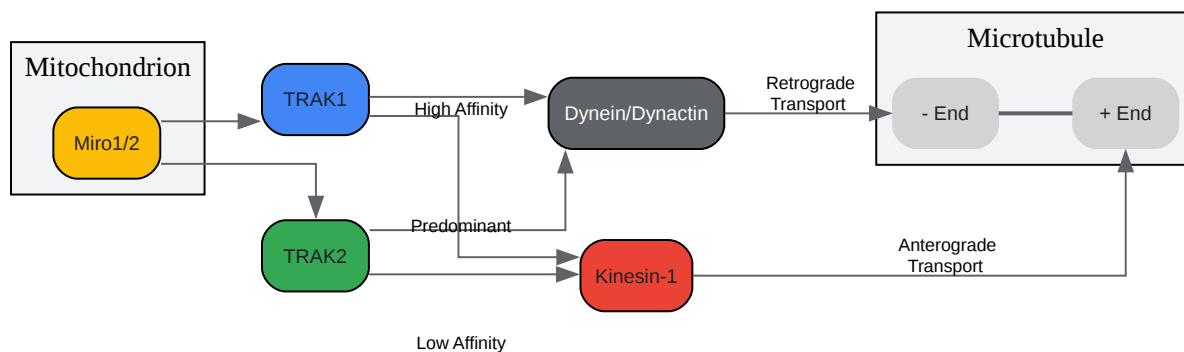 Mitochondrion
Miro1/2
TRAK1
TRAK2
High Affinity
Predominant
Low Affinity
Dynein/Dynactin
Kinesin-1
Retrograde
Transport
Anterograde
Transport
Microtubule
- End
+ End